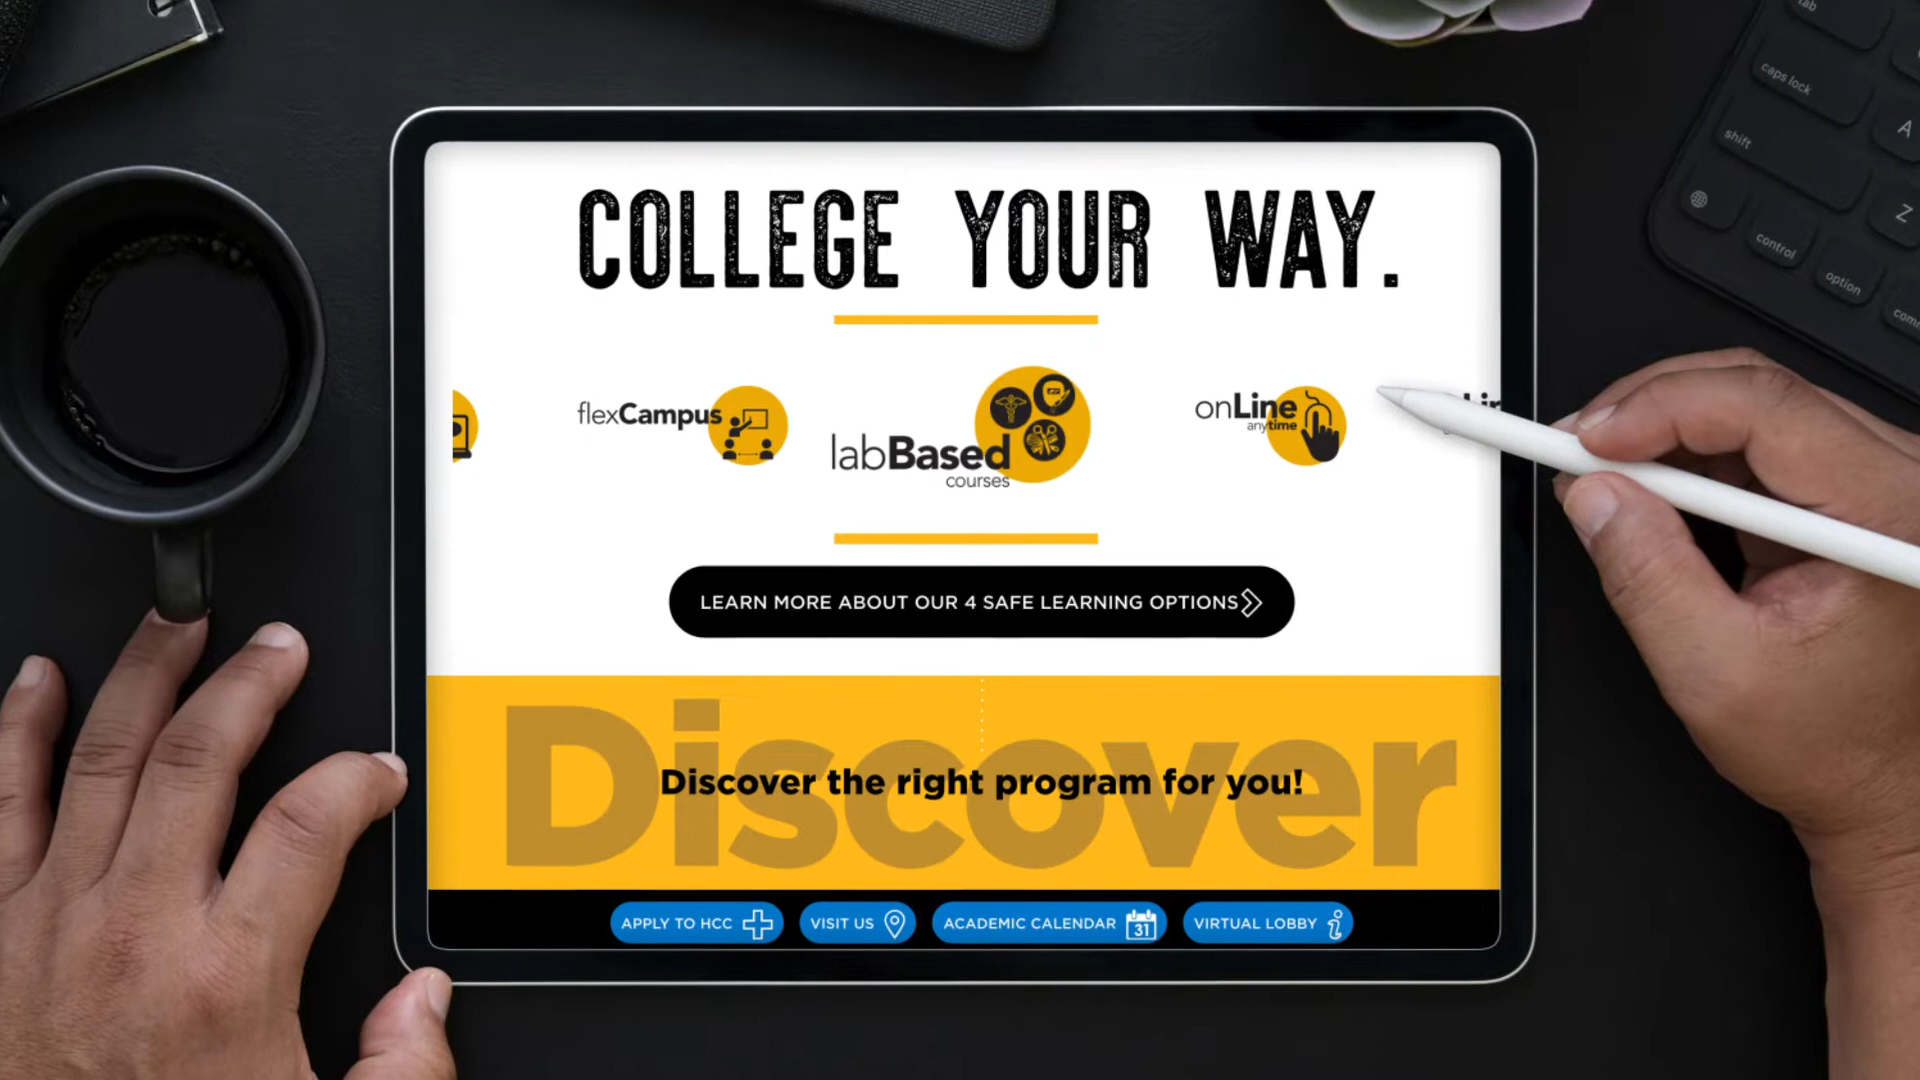 tab
caps lock
A
shift
Z
control
option
COLLEGE YOUR WAY.
flexCampus
labBased
courses
onLine
anytime
LEARN MORE ABOUT OUR 4 SAFE LEARNING OPTIONS
Discover
Discover the right program for you!
APPLY TO HCC
VISIT US
ACADEMIC CALENDAR
31
VIRTUAL LOBBY